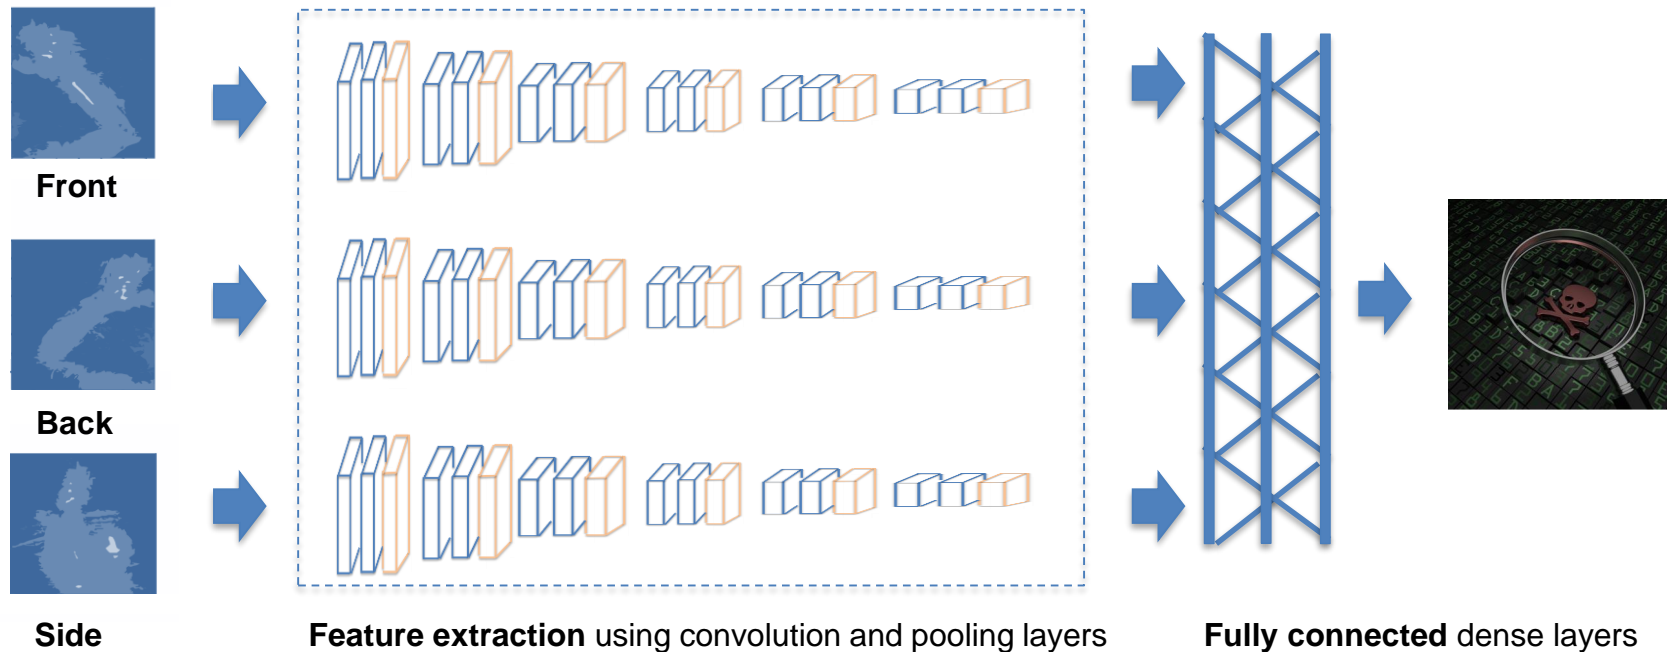 Front
Back
Side
Feature extraction using convolution and pooling layers
Fully connected dense layers